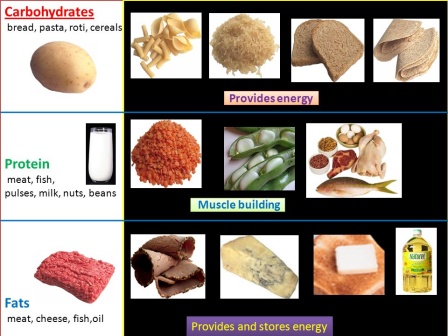 Carbohydrates
bread, pasta, roti, cereals
Provides energy
Protein
meat, fish,
pulses, milk, nuts, beans
Muscle building
Fats
meat, cheese, fish,oil
Provides and stores energy